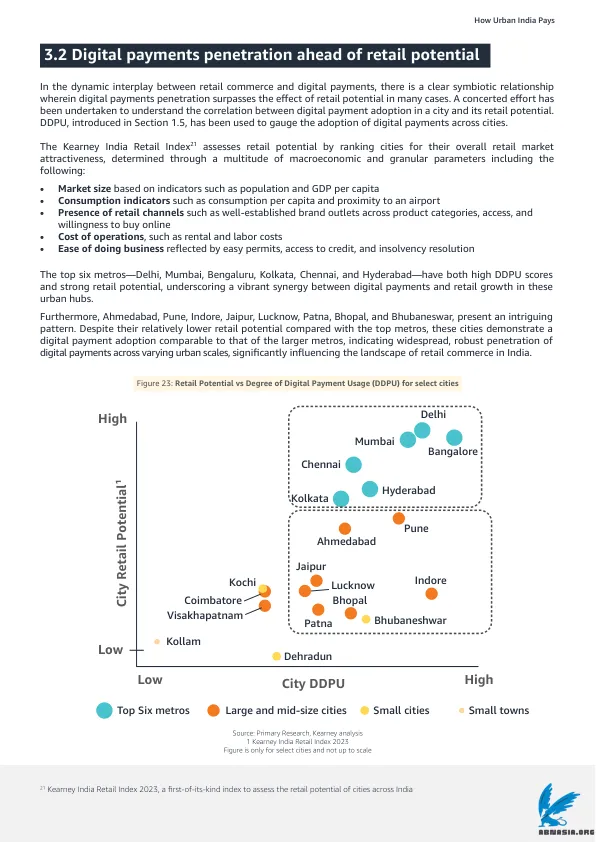 How Urban India Pays
3.2 Digital payments penetration ahead of retail potential
In the dynamic interplay between retail commerce and digital payments, there is a clear symbiotic relationship
wherein digital payments penetration surpasses the effect of retail potential in many cases. A concerted effort has
been undertaken to understand the correlation between digital payment adoption in a city and its retail potential.
DDPU, introduced in Section 1.5, has been used to gauge the adoption of digital payments across cities.
The Kearney India Retail Index21 assesses retail potential by ranking cities for their overall retail market
attractiveness, determined through a multitude of macroeconomic and granular parameters including the
following:
• Market size based on indicators such as population and GDP per capita
• Consumption indicators such as consumption per capita and proximity to an airport
• Presence of retail channels such as well-established brand outlets across product categories, access, and
willingness to buy online
• Cost of operations, such as rental and labor costs
• Ease of doing business reflected by easy permits, access to credit, and insolvency resolution
The top six metros—Delhi, Mumbai, Bengaluru, Kolkata, Chennai, and Hyderabad—have both high DDPU scores
and strong retail potential, underscoring a vibrant synergy between digital payments and retail growth in these
urban hubs.
Furthermore, Ahmedabad, Pune, Indore, Jaipur, Lucknow, Patna, Bhopal, and Bhubaneswar, present an intriguing
pattern. Despite their relatively lower retail potential compared with the top metros, these cities demonstrate a
digital payment adoption comparable to that of the larger metros, indicating widespread, robust penetration of
digital payments across varying urban scales, significantly influencing the landscape of retail commerce in India.
Figure 23: Retail Potential vs Degree of Digital Payment Usage (DDPU) for select cities
High
Delhi
Mumbai
Bangalore
Chennai
Hyderabad
Kolkata
City Retail Potential1
Pune
Ahmedabad
Jaipur
Kochi
Lucknow
Indore
Coimbatore
Bhopal
Visakhapatnam
Patna
Bhubaneshwar
Kollam
Low
Dehradun
Low
City DDPU
High
Top Six metros
Large and mid-size cities
Small cities
Small towns
Source: Primary Research, Kearney analysis
1 Kearney India Retail Index 2023
Figure is only for select cities and not up to scale
21 Kearney India Retail Index 2023, a first-of-its-kind index to assess the retail potential of cities across India
ABNASIA.ORG